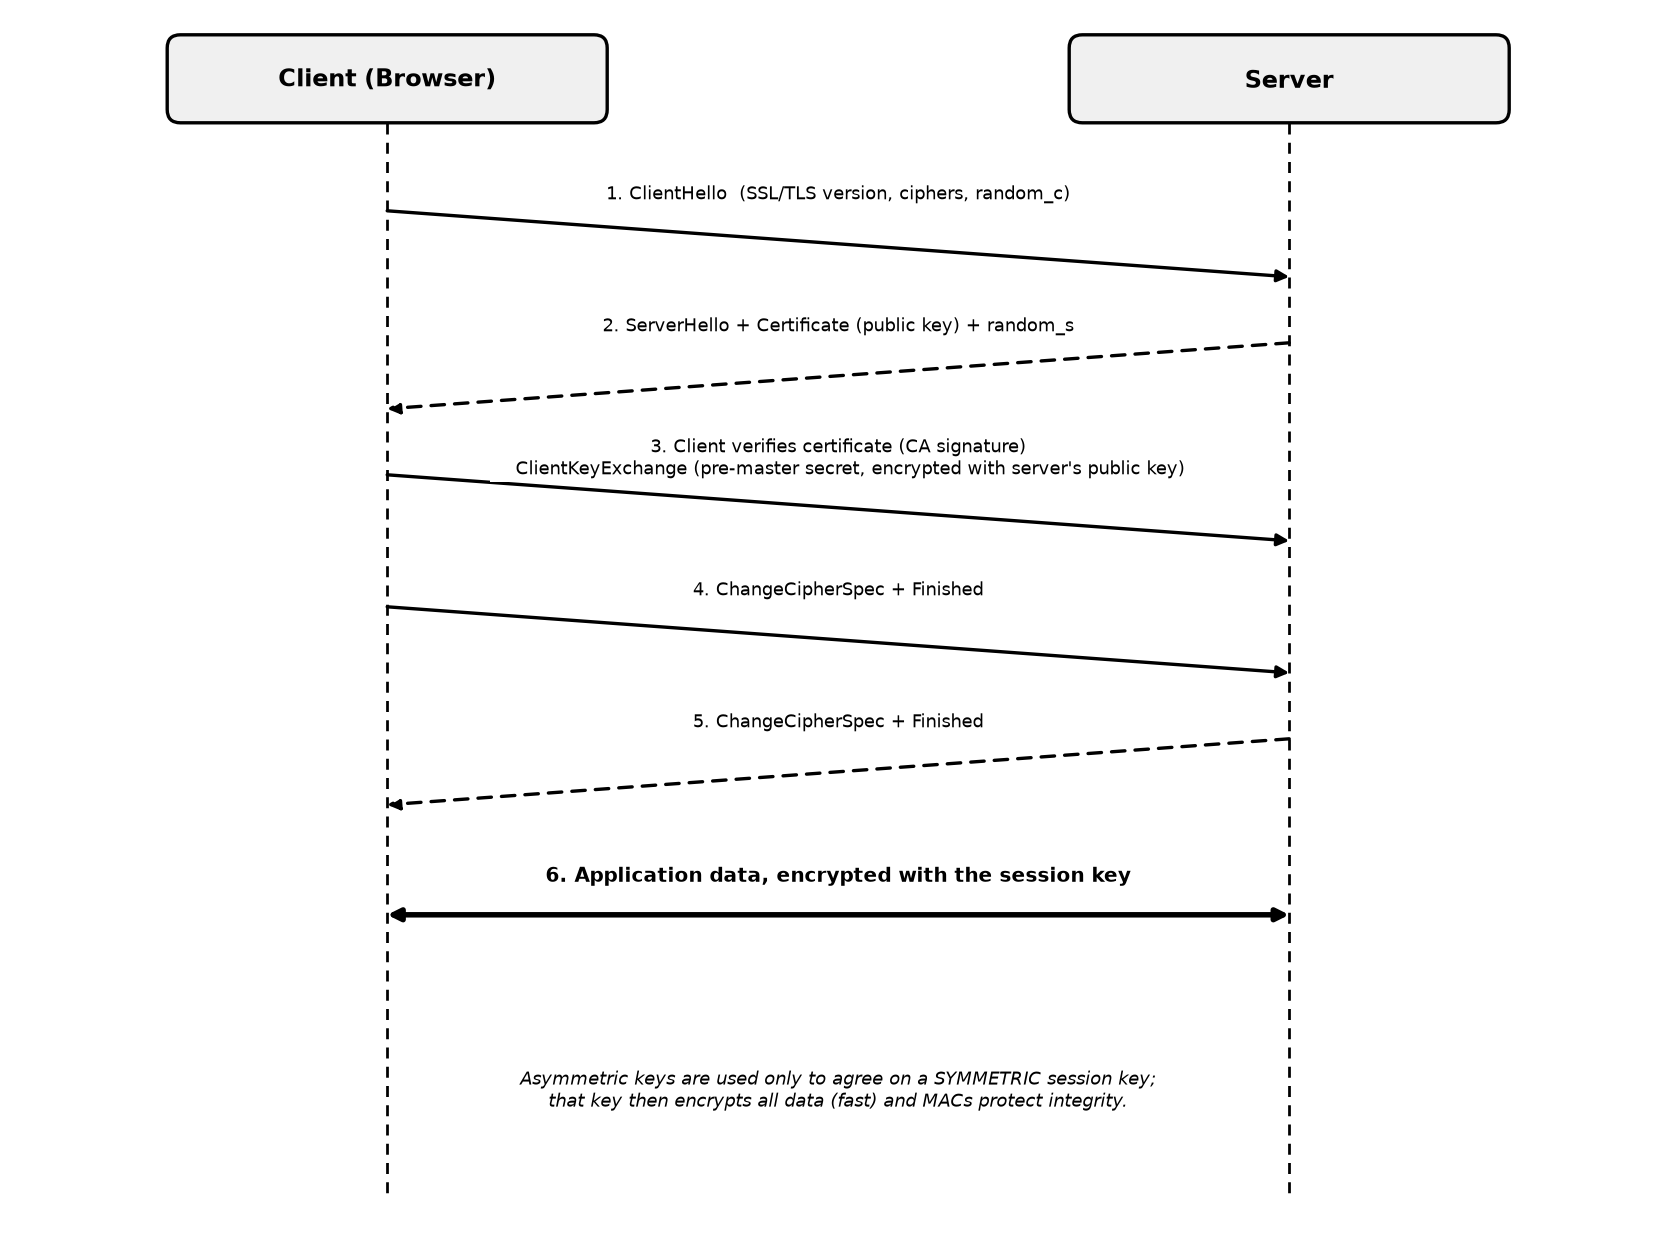 Client (Browser)
Server
1. ClientHello  (SSL/TLS version, ciphers, random_c)
2. ServerHello + Certificate (public key) + random_s
3. Client verifies certificate (CA signature)
ClientKeyExchange (pre-master secret, encrypted with server's public key)
4. ChangeCipherSpec + Finished
5. ChangeCipherSpec + Finished
6. Application data, encrypted with the session key
Asymmetric keys are used only to agree on a SYMMETRIC session key;
that key then encrypts all data (fast) and MACs protect integrity.